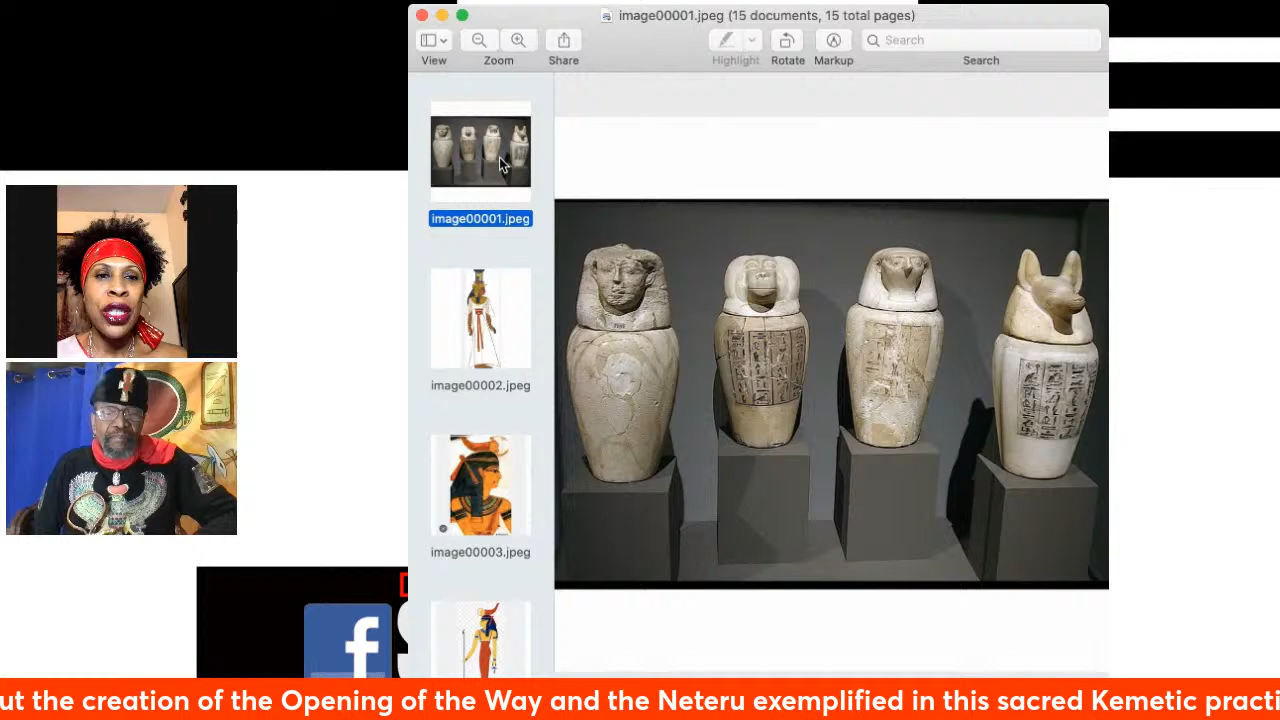 image00001.jpeg (15 documents, 15 total pages)
Search
View
Zoom
Share
Highlight
Rotate
Markup
Search
image00001.jpeg
image00002.jpeg
image00003.jpeg
f
ut the creation of the Opening of the Way and the Neteru exemplified in this sacred Kemetic practi